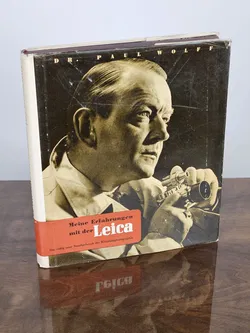 DR. PAUL WOLFF
Meine Erfahrungen
mit der Leica